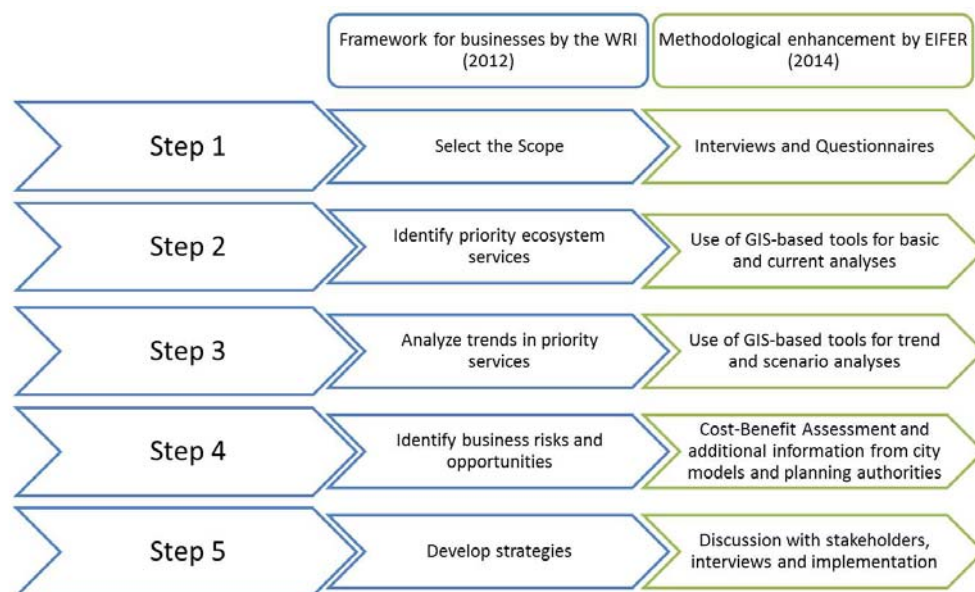 Framework for businesses by the WRI
(2012)
Methodological enhancement by EIFER
(2014)
Step 1
Select the Scope
Interviews and Questionnaires
Step 2
Identify priority ecosystem
services
Use of GIS-based tools for basic
and current analyses
Step 3
Analyze trends in priority
services
Use of GIS-based tools for trend
and scenario analyses
Step 4
Identify business risks and
opportunities
Cost-Benefit Assessment and
additional information from city
models and planning authorities
Step 5
Develop strategies
Discussion with stakeholders,
interviews and implementation